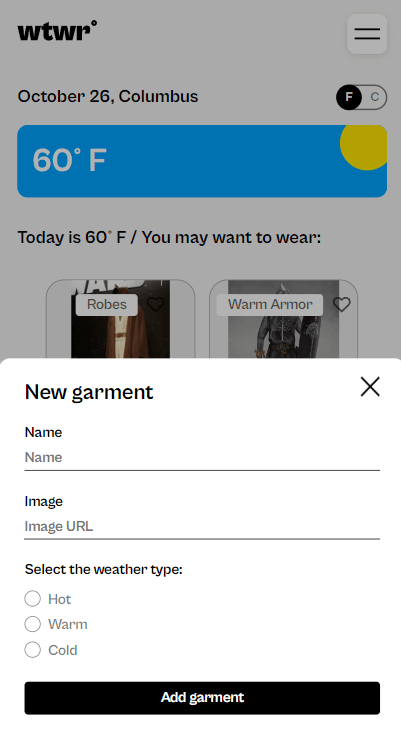 wtwr°
October 26, Columbus
F C
60° F
Today is 60° F / You may want to wear:
Robes
Warm Armor
New garment
Name
Name
Image
Image URL
Select the weather type:
Hot
Warm
Cold
Add garment